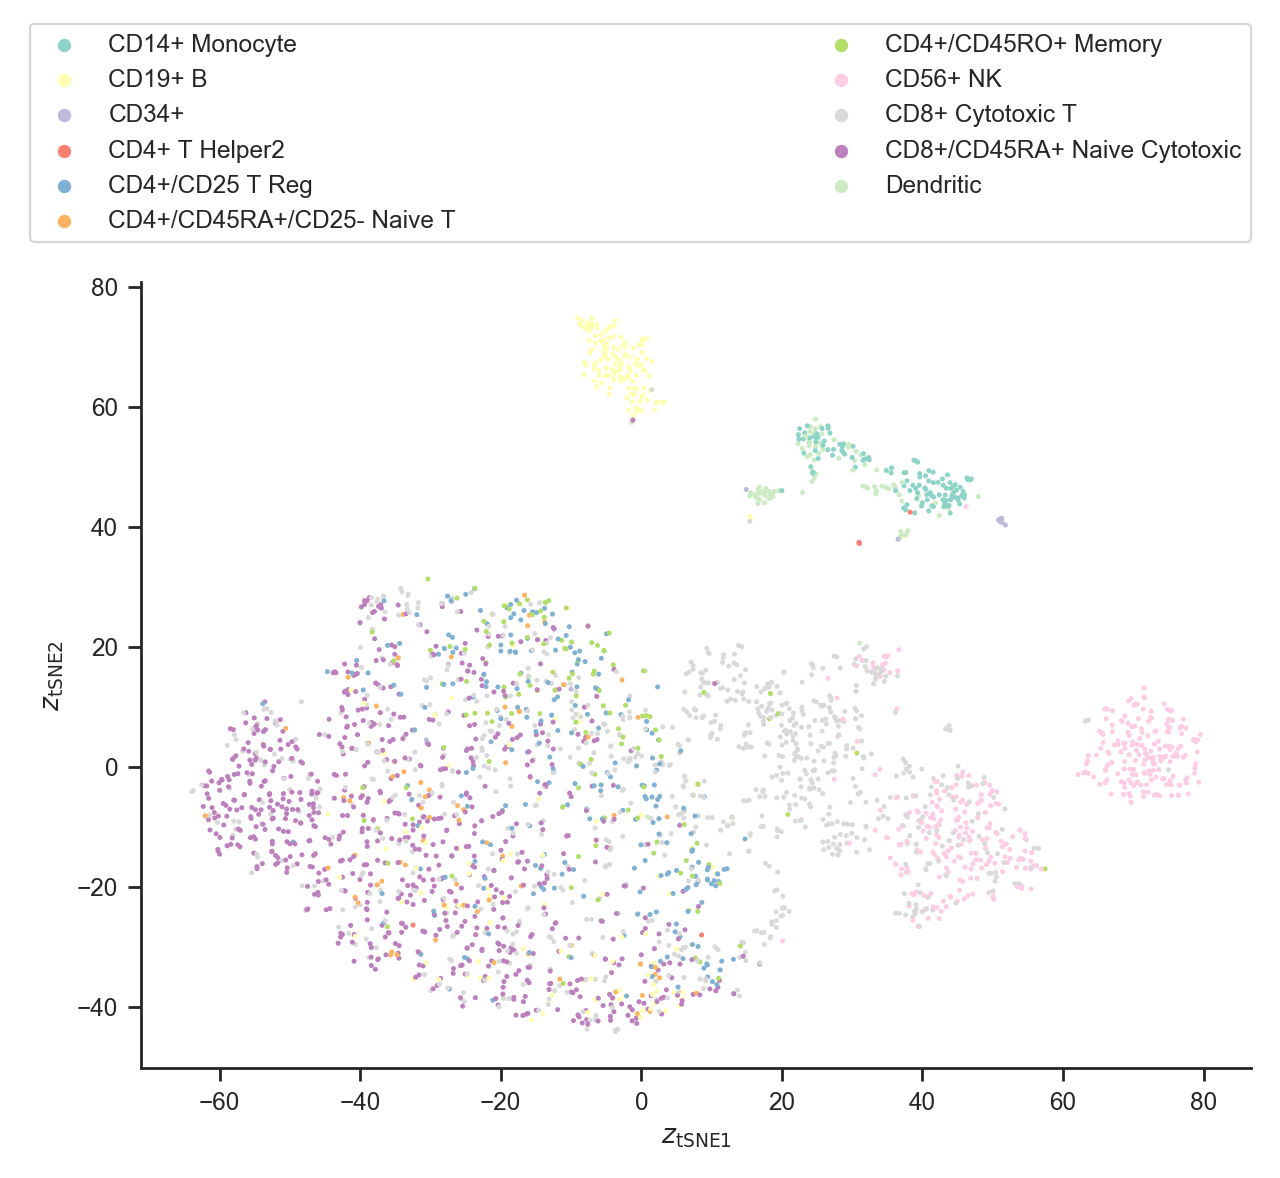 CD14+ Monocyte
CD19+ B
CD34+
CD4+ T Helper2
CD4+/CD25 T Reg
CD4+/CD45RA+/CD25- Naive T
CD4+/CD45RO+ Memory
CD56+ NK
CD8+ Cytotoxic T
CD8+/CD45RA+ Naive Cytotoxic
Dendritic
80
60
40
20
0
−20
−40
ztSNE2
−60
−40
−20
0
20
40
60
80
ztSNE1